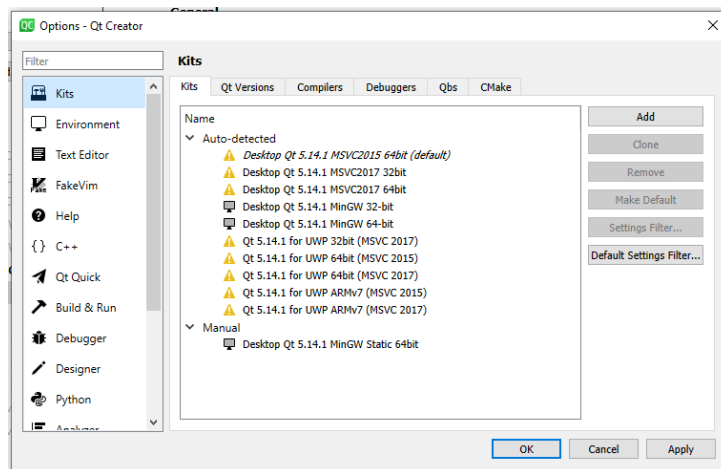 General
QC Options - Qt Creator
Filter
Kits
Kits
Environment
Text Editor
FakeVim
Help
{} C++
Qt Quick
Build & Run
Debugger
Designer
Python
Analyzer
Kits
Qt Versions
Compilers
Debuggers
Qbs
CMake
Name
Auto-detected
Desktop Qt 5.14.1 MSVC2015 64bit (default)
Desktop Qt 5.14.1 MSVC2017 32bit
Desktop Qt 5.14.1 MSVC2017 64bit
Desktop Qt 5.14.1 MinGW 32-bit
Desktop Qt 5.14.1 MinGW 64-bit
Qt 5.14.1 for UWP 32bit (MSVC 2017)
Qt 5.14.1 for UWP 64bit (MSVC 2015)
Qt 5.14.1 for UWP 64bit (MSVC 2017)
Qt 5.14.1 for UWP ARMv7 (MSVC 2015)
Qt 5.14.1 for UWP ARMv7 (MSVC 2017)
Manual
Desktop Qt 5.14.1 MinGW Static 64bit
Add
Clone
Remove
Make Default
Settings Filter...
Default Settings Filter...
OK
Cancel
Apply